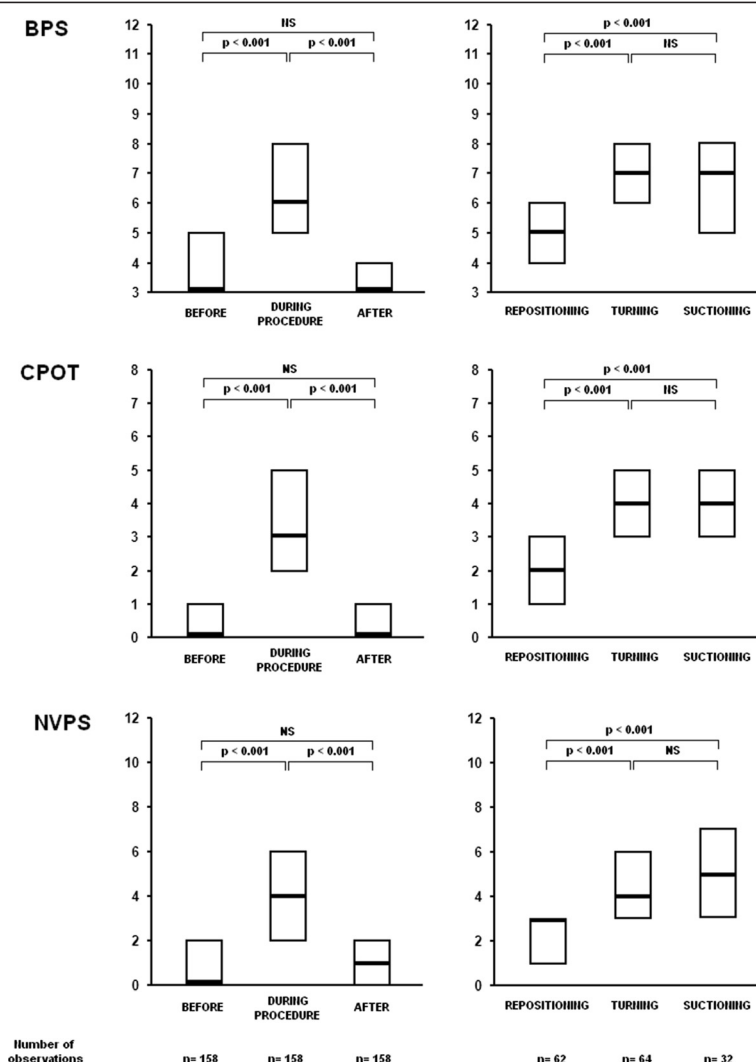 BPS
12
11
10
9
8
7
6
5
4
3
NS
p < 0.001 p < 0.001
BEFORE DURING PROCEDURE AFTER
12
11
10
9
8
7
6
5
4
3
p < 0.001
p < 0.001 NS
REPOSITIONING TURNING SUCTIONING
CPOT
8
7
6
5
4
3
2
1
0
NS
p < 0.001 p < 0.001
BEFORE DURING PROCEDURE AFTER
8
7
6
5
4
3
2
1
0
p < 0.001
p < 0.001 NS
REPOSITIONING TURNING SUCTIONING
NVPS
12
10
8
6
4
2
0
NS
p < 0.001 p < 0.001
BEFORE DURING PROCEDURE AFTER
12
10
8
6
4
2
0
p < 0.001
p < 0.001 NS
REPOSITIONING TURNING SUCTIONING
Number of
observations n= 158 n= 158 n= 158 n= 62 n= 64 n= 32